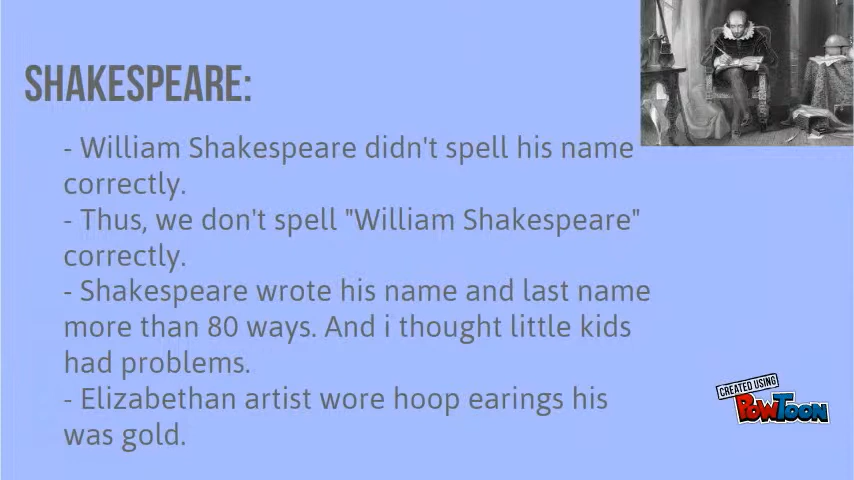 SHAKESPEARE:
- William Shakespeare didn't spell his name
correctly.
- Thus, we don't spell "William Shakespeare"
correctly.
- Shakespeare wrote his name and last name
more than 80 ways. And i thought little kids
had problems.
- Elizabethan artist wore hoop earings his
was gold.
CREATED USING
POWTOON